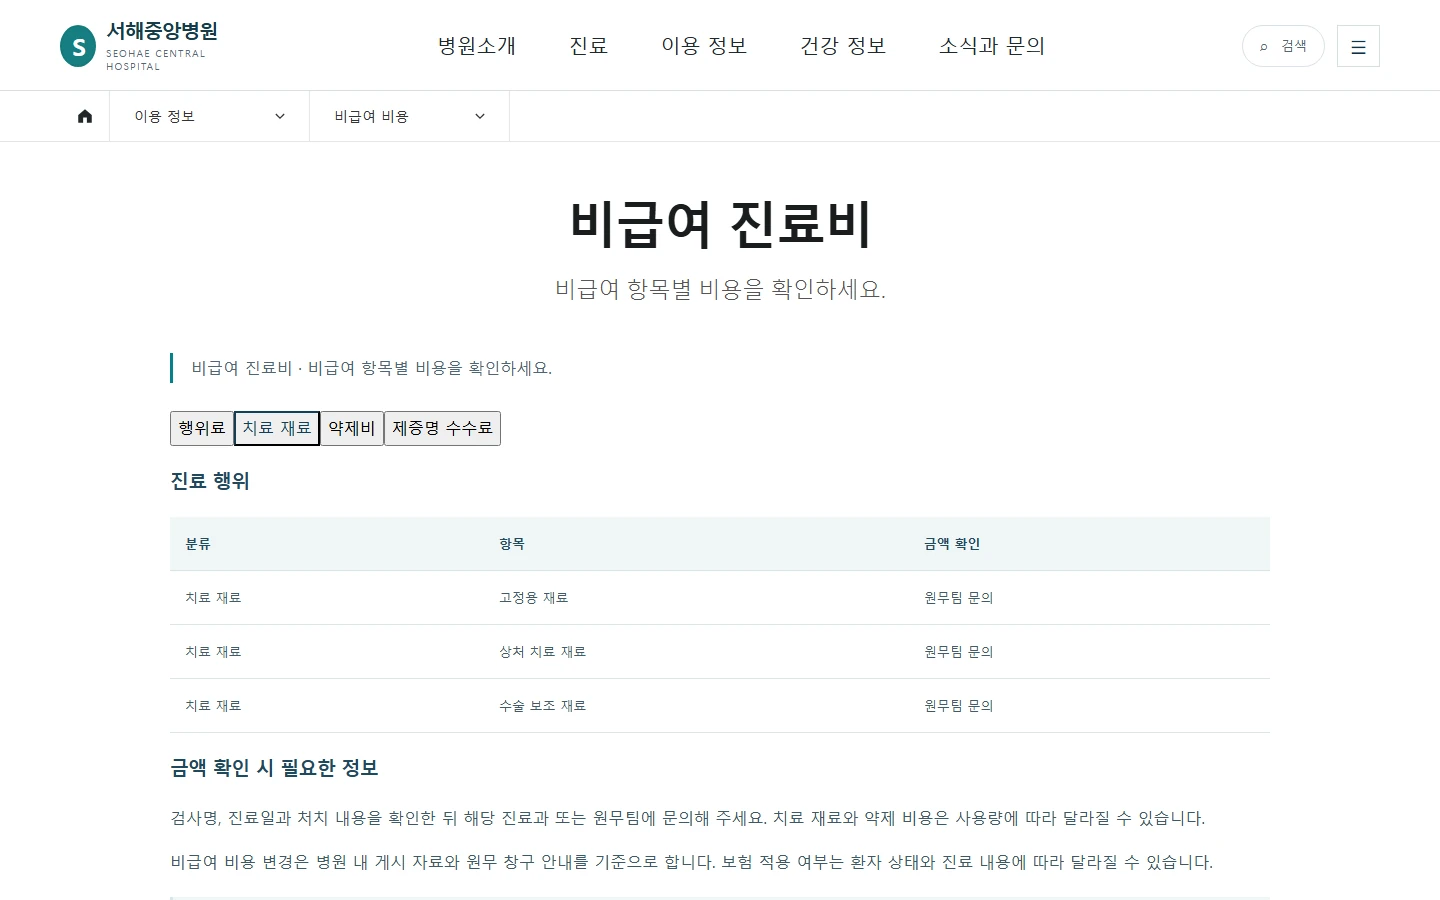 S
서해중앙병원
SEOHAE CENTRAL
HOSPITAL
병원소개
진료
이용 정보
건강 정보
소식과 문의
검색
이용 정보
비급여 비용
비급여 진료비
비급여 항목별 비용을 확인하세요.
비급여 진료비 · 비급여 항목별 비용을 확인하세요.
행위료
치료 재료
약제비
제증명 수수료
진료 행위
분류 항목 금액 확인
치료 재료 고정용 재료 원무팀 문의
치료 재료 상처 치료 재료 원무팀 문의
치료 재료 수술 보조 재료 원무팀 문의
금액 확인 시 필요한 정보
검사명, 진료일과 처치 내용을 확인한 뒤 해당 진료과 또는 원무팀에 문의해 주세요. 치료 재료와 약제 비용은 사용량에 따라 달라질 수 있습니다.
비급여 비용 변경은 병원 내 게시 자료와 원무 창구 안내를 기준으로 합니다. 보험 적용 여부는 환자 상태와 진료 내용에 따라 달라질 수 있습니다.